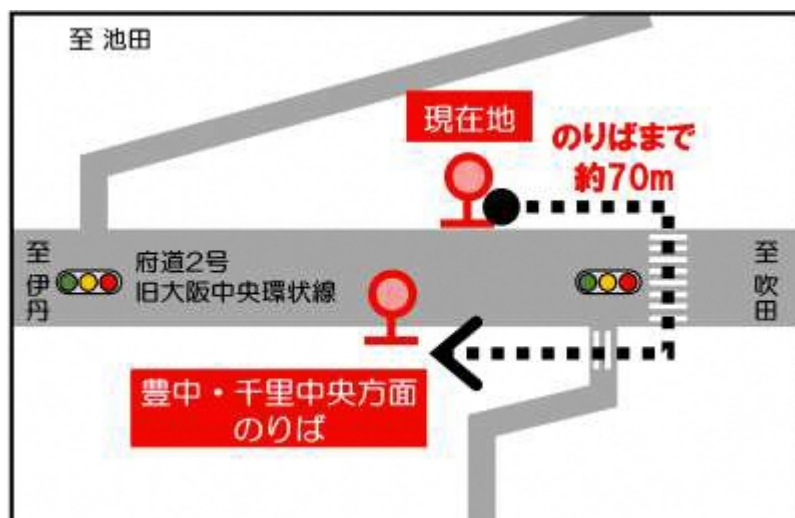 至 池田
現在地
のりばまで
約70m
至 伊丹
府道2号
旧大阪中央環状線
至 吹田
豊中・千里中央方面
のりば